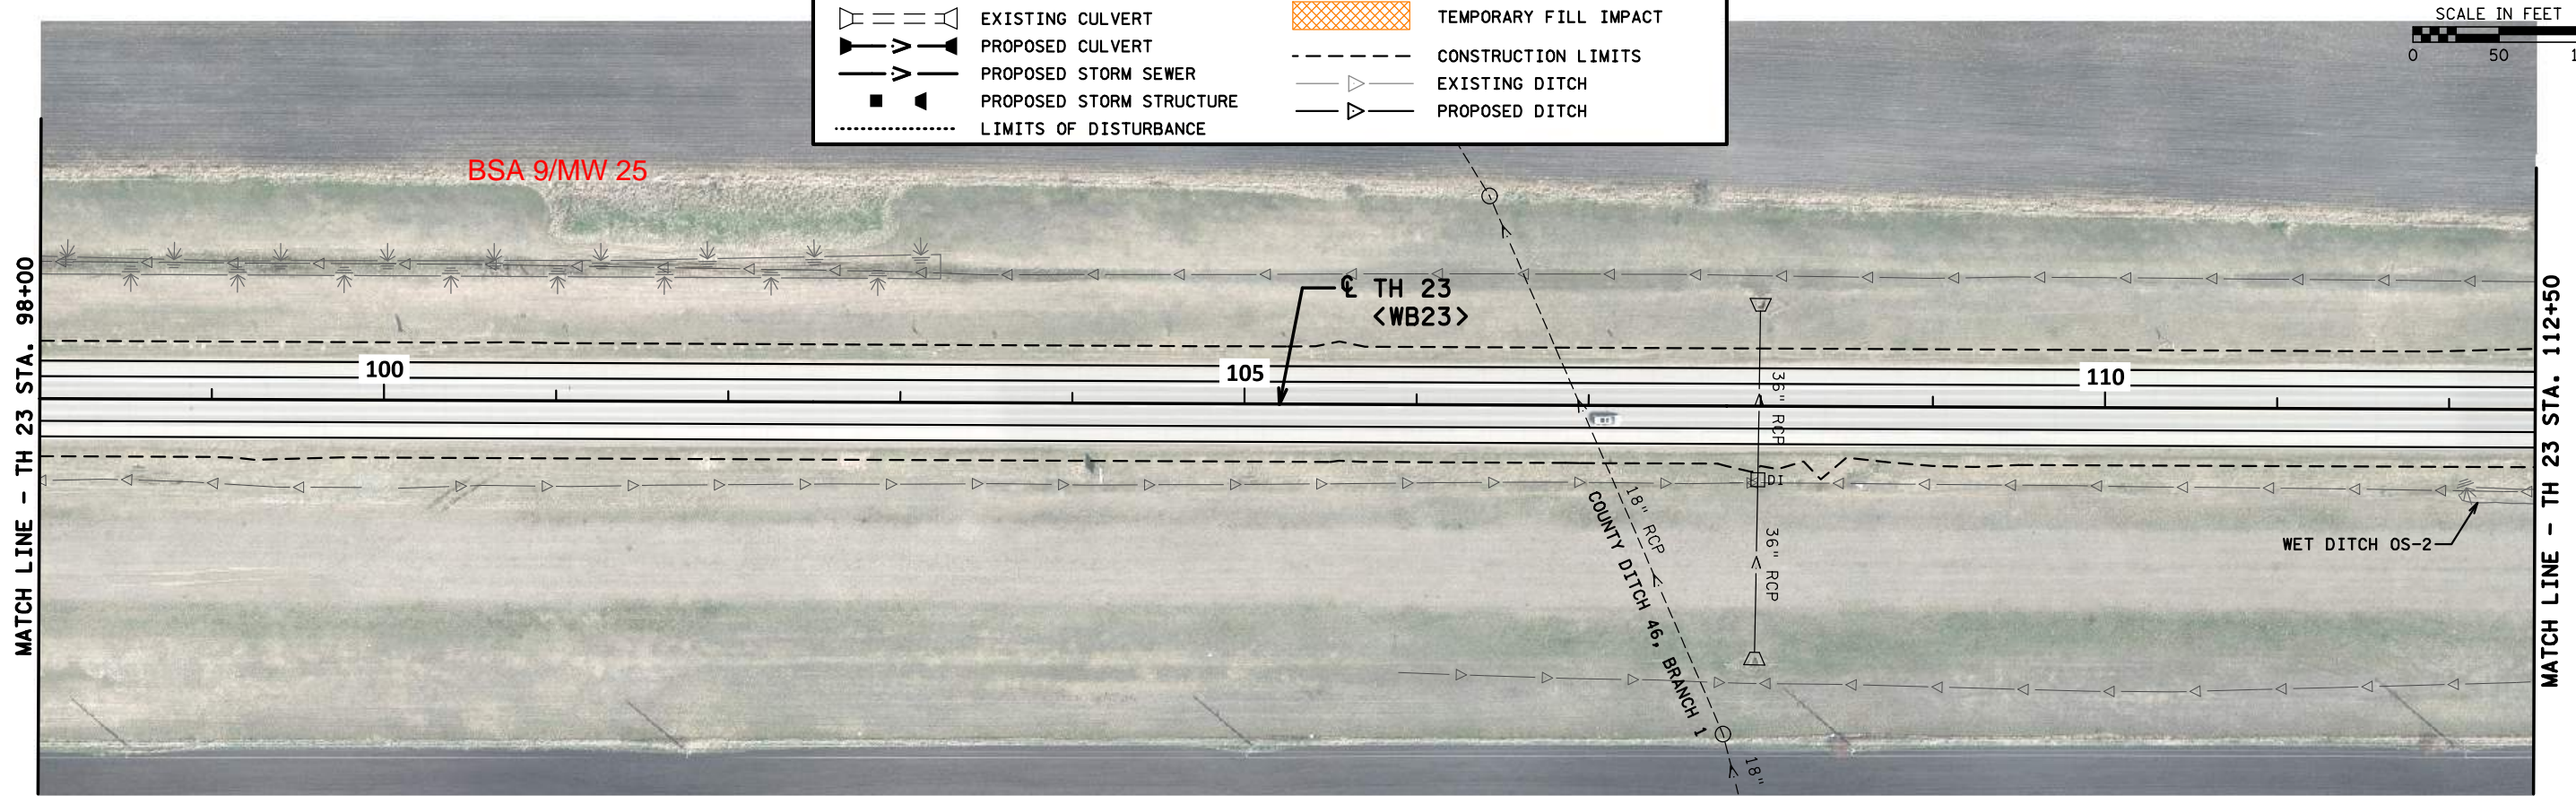 EXISTING CULVERT
PROPOSED CULVERT
PROPOSED STORM SEWER
PROPOSED STORM STRUCTURE
LIMITS OF DISTURBANCE
TEMPORARY FILL IMPACT
CONSTRUCTION LIMITS
EXISTING DITCH
PROPOSED DITCH
SCALE IN FEET
0 50
BSA 9/MW 25
MATCH LINE - TH 23 STA. 98+00
℄ TH 23
<WB23>
100
105
110
36" RCP
DI
36" RCP
18" RCP
COUNTY DITCH 46, BRANCH 1
18"
WET DITCH OS-2
MATCH LINE - TH 23 STA. 112+50